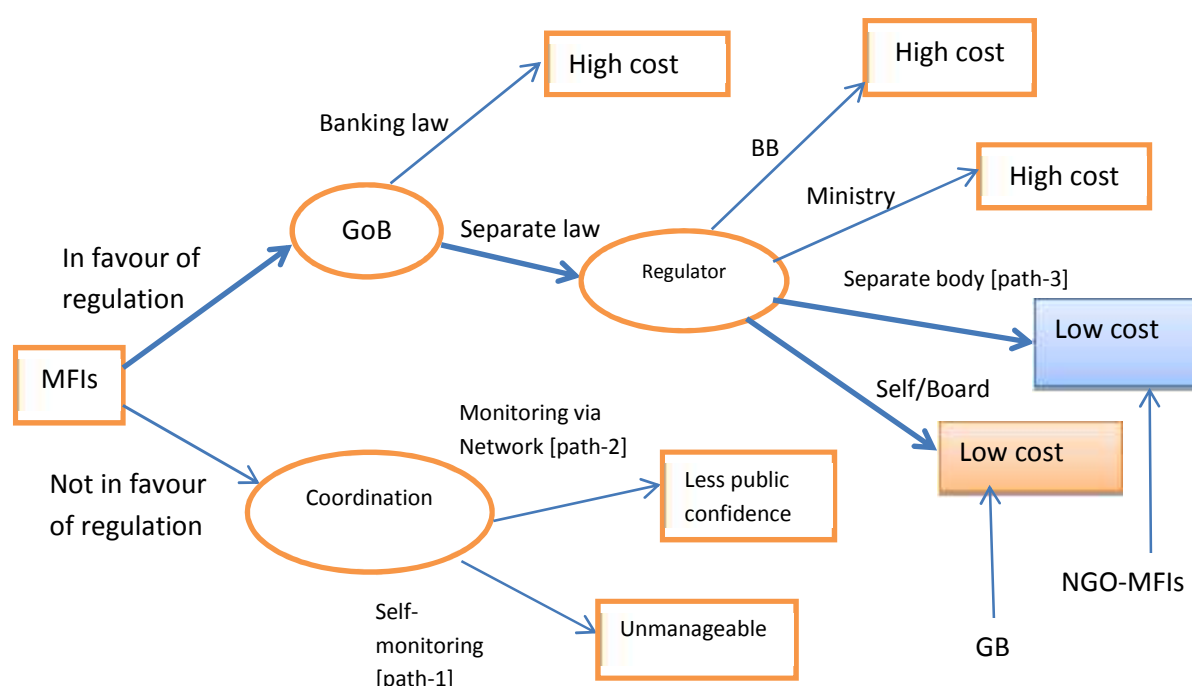 High cost
High cost
Banking law
BB
High cost
Ministry
GoB
Separate law
Regulator
In favour of
regulation
Separate body [path-3]
Low cost
MFIs
Self/Board
Monitoring via
Network [path-2]
Low cost
Not in favour
of regulation
Coordination
Less public
confidence
NGO-MFIs
Self-
monitoring
[path-1]
Unmanageable
GB